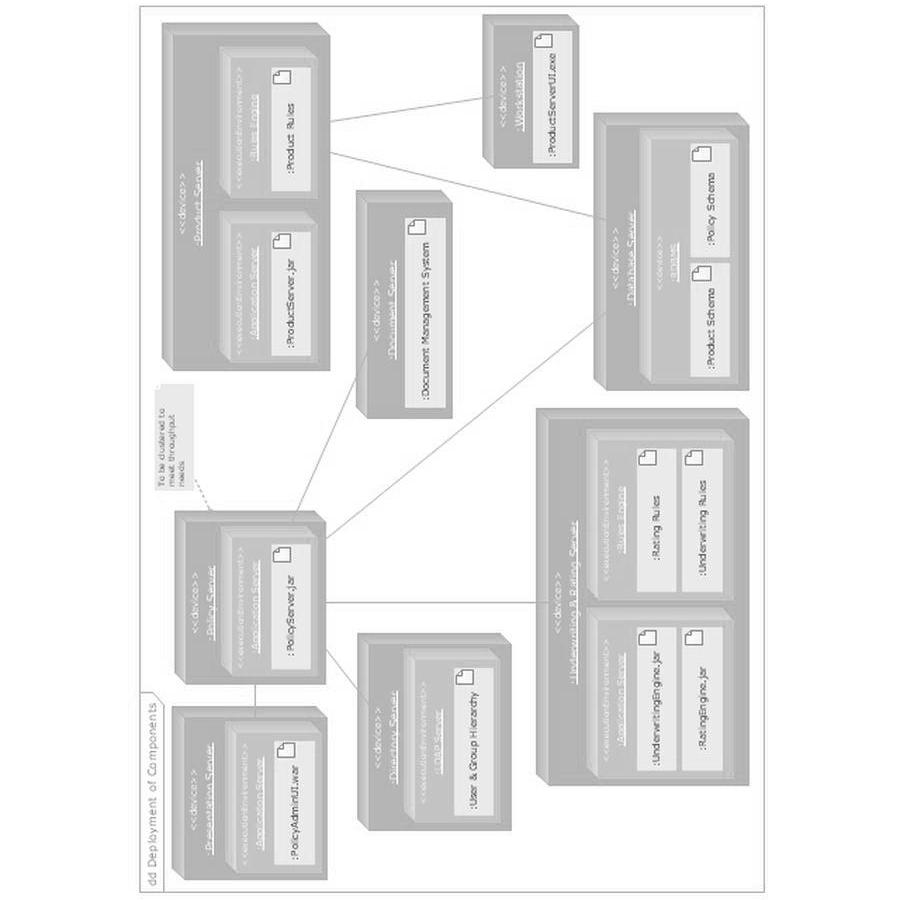 dd Deployment of Components
<<device>>
:Presentation Server
<<executionEnvironment>>
:Application Server
:PolicyAdminUI.war
<<device>>
:Policy Server
<<executionEnvironment>>
:Application Server
:PolicyServer.jar
To be clustered to
meet throughput
needs
<<device>>
:Product Server
<<executionEnvironment>>
:Application Server
:ProductServer.jar
<<executionEnvironment>>
:Rules Engine
:Product Rules
<<device>>
:Directory Server
<<executionEnvironment>>
:LDAP Server
:User & Group Hierarchy
<<device>>
:Document Server
:Document Management System
<<device>>
:Workstation
:ProductServerUI.exe
<<device>>
:Underwriting & Rating Server
<<executionEnvironment>>
:Application Server
:UnderwritingEngine.jar
:RatingEngine.jar
<<executionEnvironment>>
:Rules Engine
:Rating Rules
:Underwriting Rules
<<device>>
:Database Server
<<device>>
:Product Schema
:Policy Schema